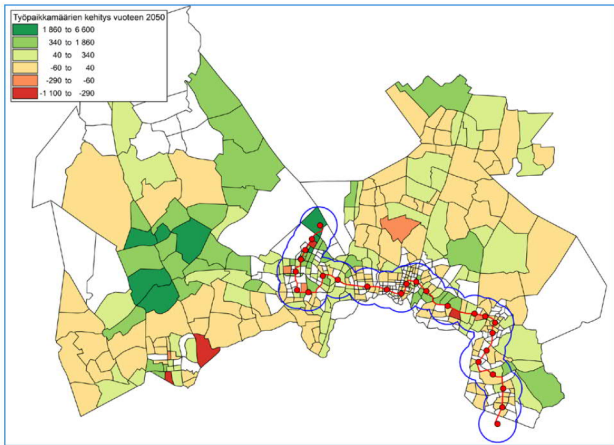 Työpaikkamäärien kehitys vuoteen 2050
1 860 to 6 600
340 to 1 860
40 to 340
-60 to 40
-290 to -60
-1 100 to -290